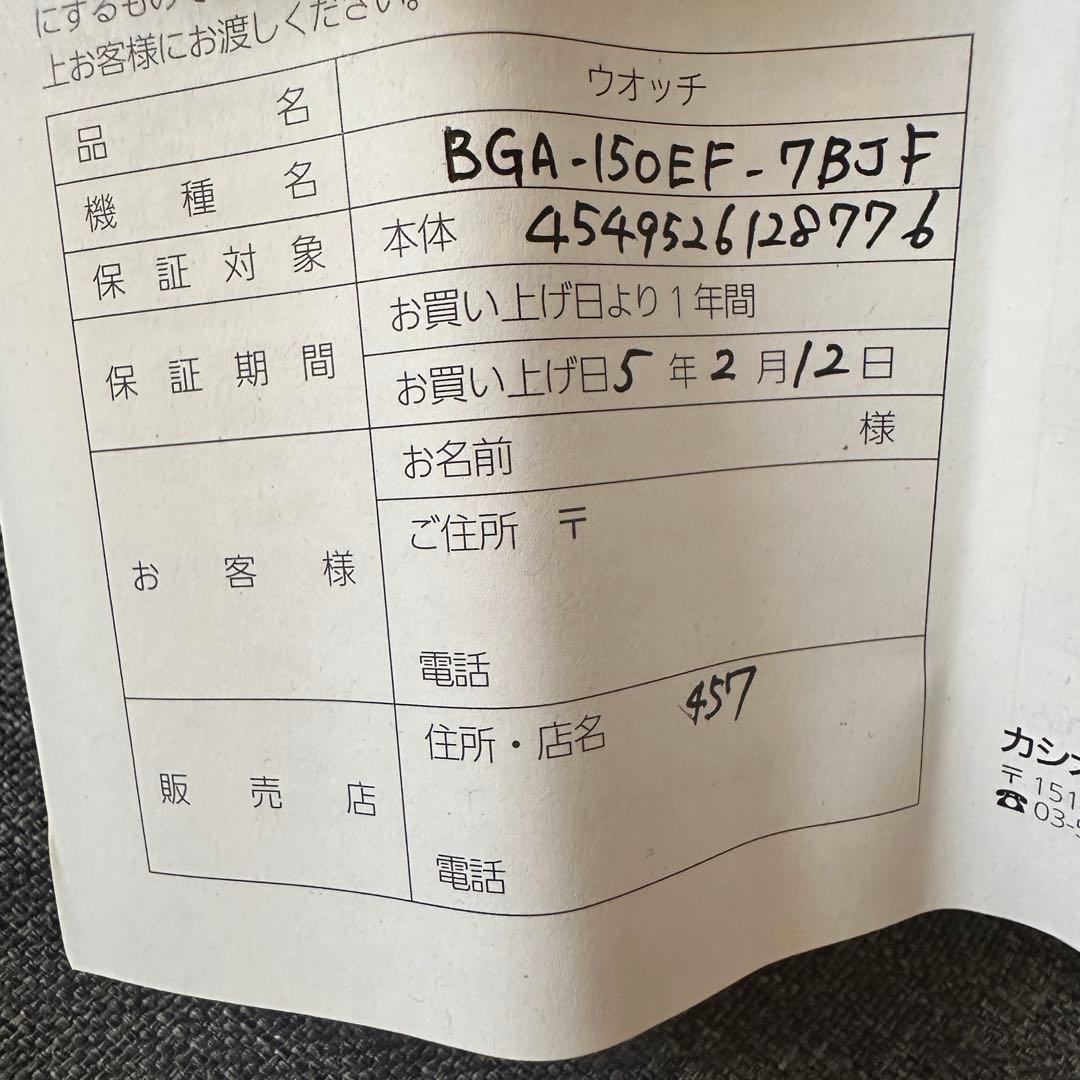 にするもので
上お客様にお渡しください。
品名 ウオッチ
機種名 BGA-150EF-7BJF
保証対象 本体 4549526128776
保証期間 お買い上げ日より1年間
お買い上げ日 5年2月12日
お客様 お名前 様
ご住所 〒
電話
販売店 住所・店名 457
電話
カシオ
〒151
☎03-5